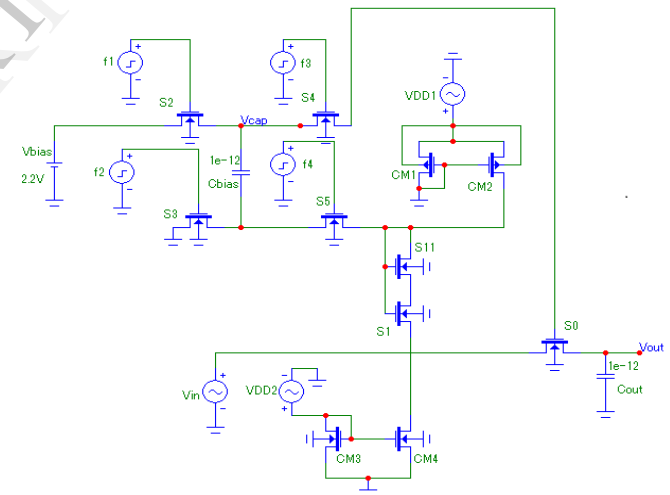 f1
f3
S2
S4
Vcap
VDD1
Vbias
2.2V
f2
1e-12
Cbias
f4
CM1
CM2
S3
S5
S11
S1
S0
Vout
1e-12
Cout
Vin
VDD2
CM3
CM4